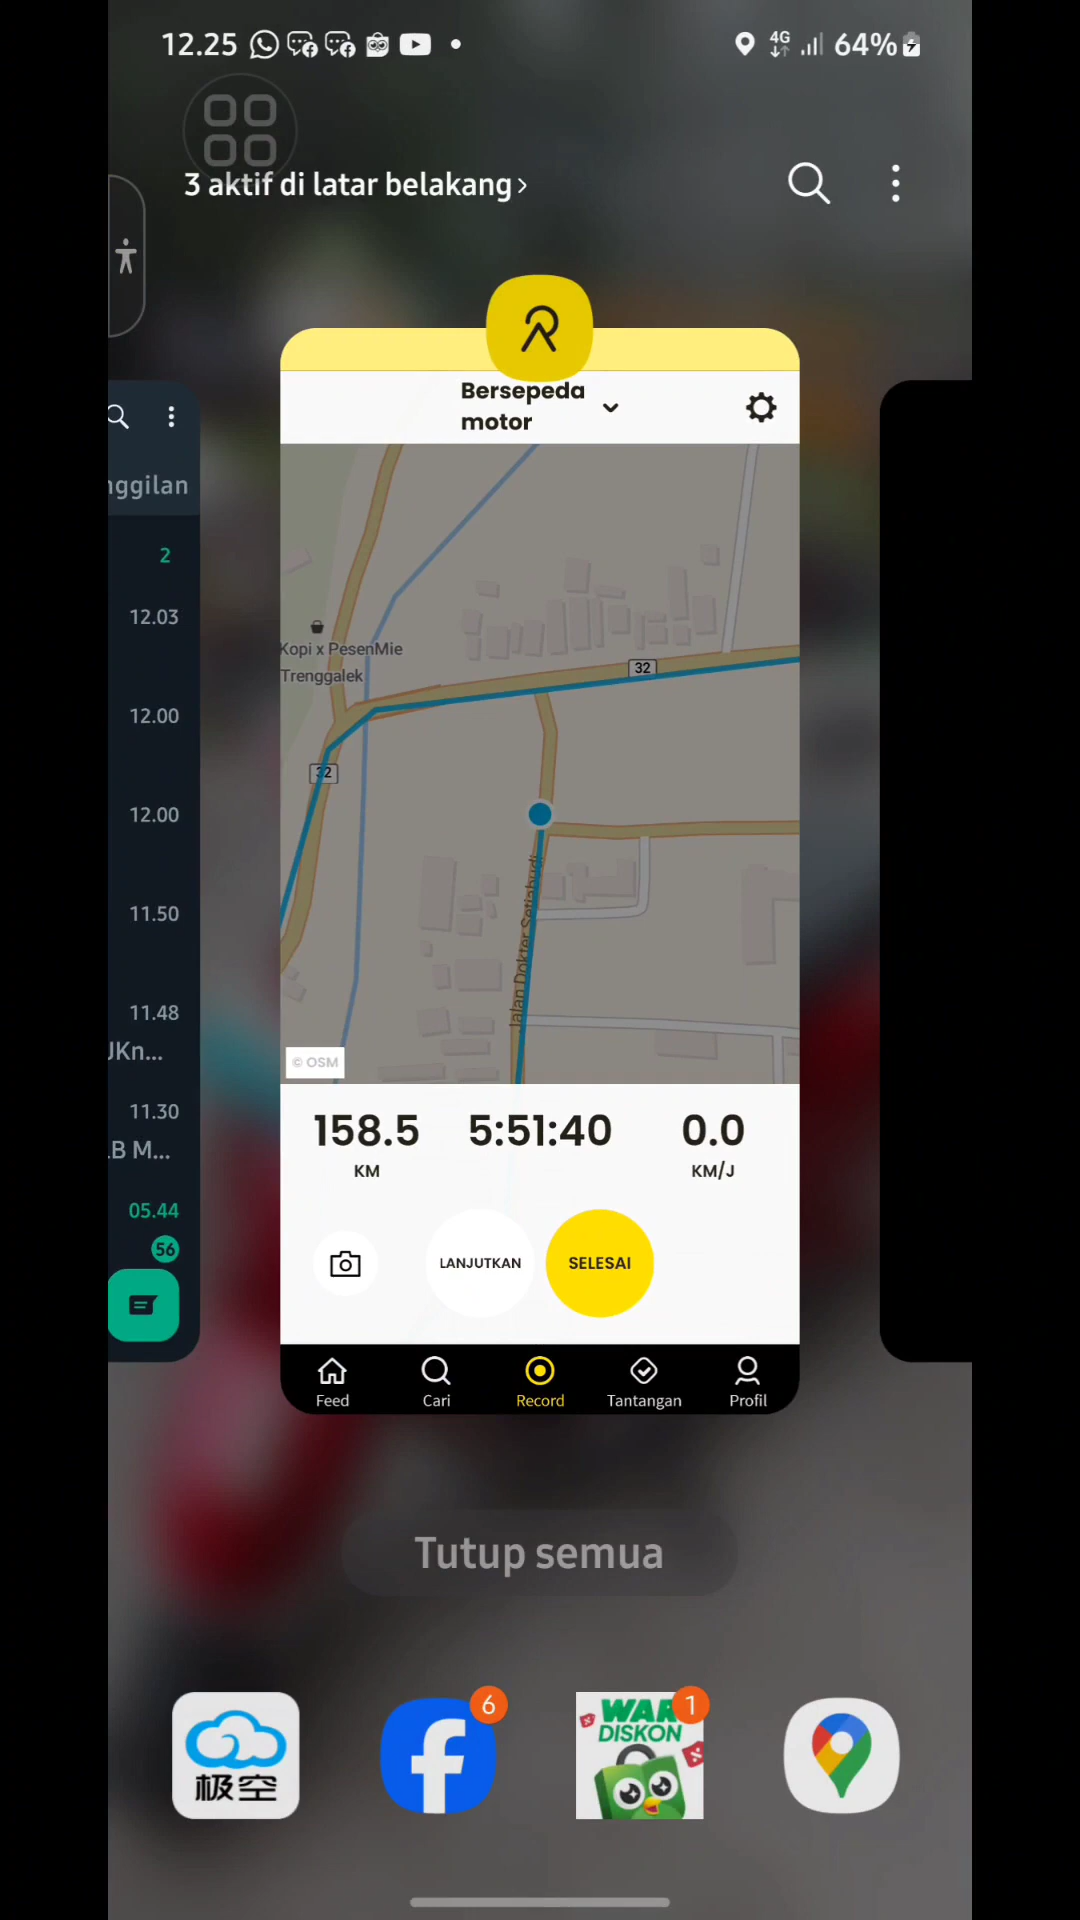 12.25
4G
64%
3 aktif di latar belakang
nggilan
2
12.03
12.00
12.00
11.50
11.48
JKn...
11.30
.B M...
05.44
56
Bersepeda
motor
Kopi x PesenMie
Trenggalek
32
32
Jalan Dokter Setiabudi
© OSM
158.5
5:51:40
0.0
KM
KM/J
LANJUTKAN
SELESAI
Feed
Cari
Record
Tantangan
Profil
Tutup semua
极空
6
WAR
DISKON
1